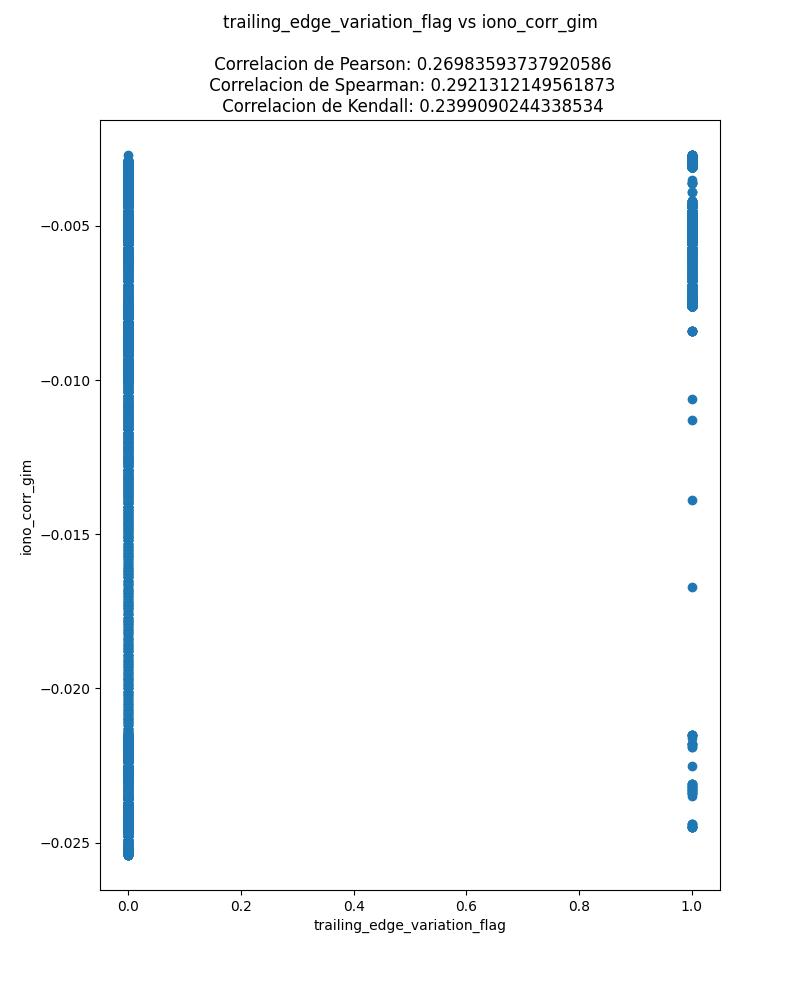 trailing_edge_variation_flag vs iono_corr_gim
Correlacion de Pearson: 0.26983593737920586
Correlacion de Spearman: 0.2921312149561873
Correlacion de Kendall: 0.2399090244338534
−0.005
−0.010
−0.015
−0.020
−0.025
iono_corr_gim
0.0 0.2 0.4 0.6 0.8 1.0
trailing_edge_variation_flag